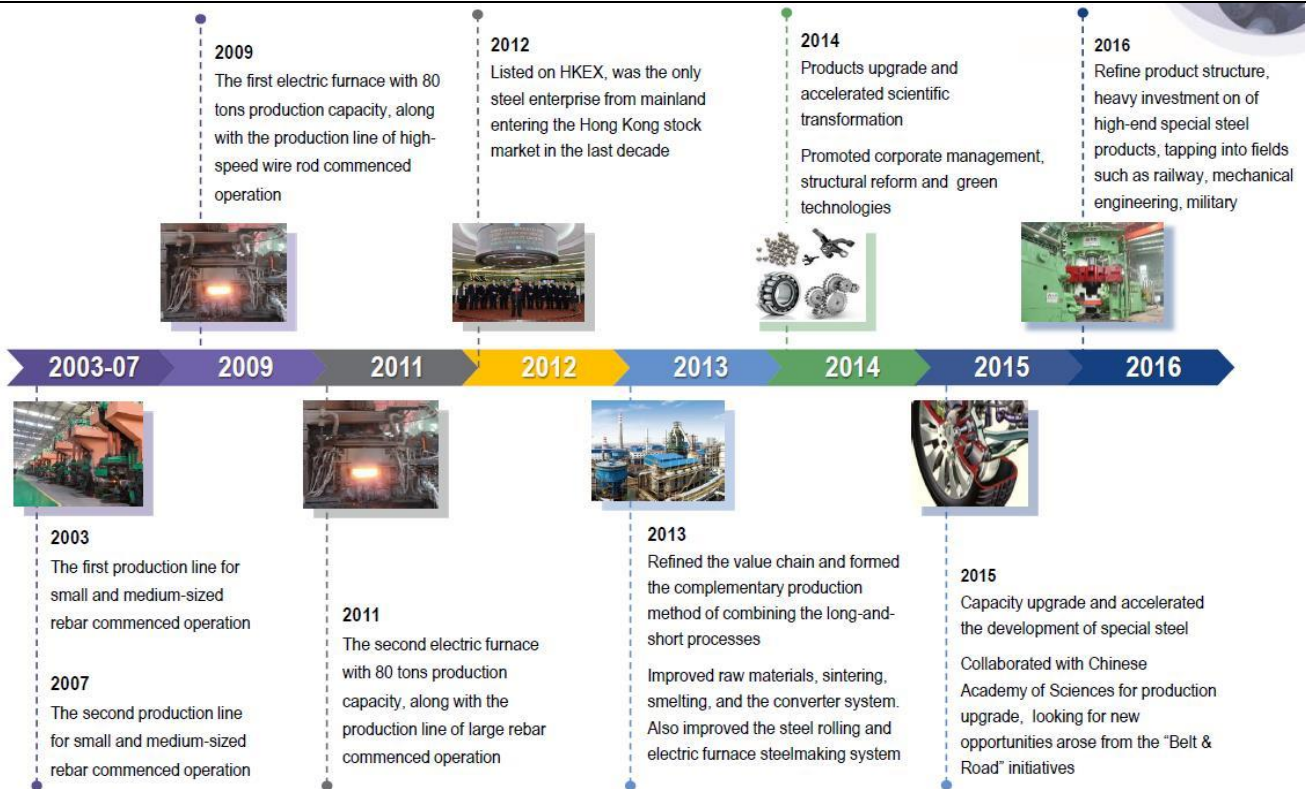 2009
The first electric furnace with 80
tons production capacity, along
with the production line of high-
speed wire rod commenced
operation
2012
Listed on HKEX, was the only
steel enterprise from mainland
entering the Hong Kong stock
market in the last decade
2014
Products upgrade and
accelerated scientific
transformation
Promoted corporate management,
structural reform and green
technologies
2016
Refine product structure,
heavy investment on of
high-end special steel
products, tapping into fields
such as railway, mechanical
engineering, military
2003-07
2009
2011
2012
2013
2014
2015
2016
2003
The first production line for
small and medium-sized
rebar commenced operation
2007
The second production line
for small and medium-sized
rebar commenced operation
2011
The second electric furnace
with 80 tons production
capacity, along with the
production line of large rebar
commenced operation
2013
Refined the value chain and formed
the complementary production
method of combining the long-and-
short processes
Improved raw materials, sintering,
smelting, and the converter system.
Also improved the steel rolling and
electric furnace steelmaking system
2015
Capacity upgrade and accelerated
the development of special steel
Collaborated with Chinese
Academy of Sciences for production
upgrade, looking for new
opportunities arose from the “Belt &
Road” initiatives